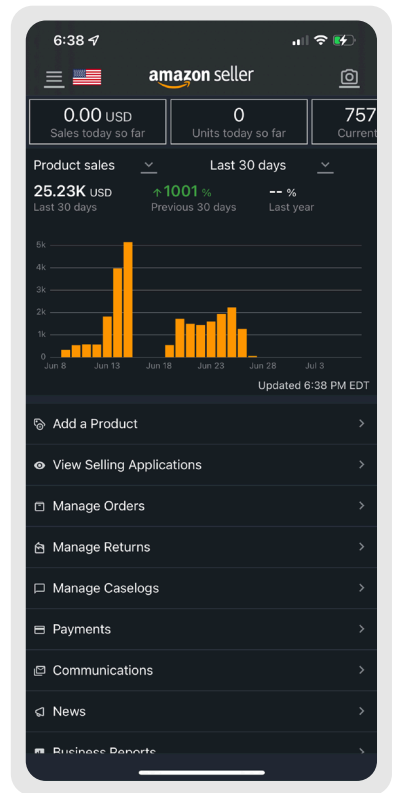 6:38
amazon seller
0.00 USD
Sales today so far
0
Units today so far
757
Current
Product sales
Last 30 days
25.23K USD
Last 30 days
↑1001 %
Previous 30 days
-- %
Last year
5k
4k
3k
2k
1k
0
Jun 8 Jun 13 Jun 18 Jun 23 Jun 28 Jul 3
Updated 6:38 PM EDT
Add a Product
View Selling Applications
Manage Orders
Manage Returns
Manage Caselogs
Payments
Communications
News
Business Reports